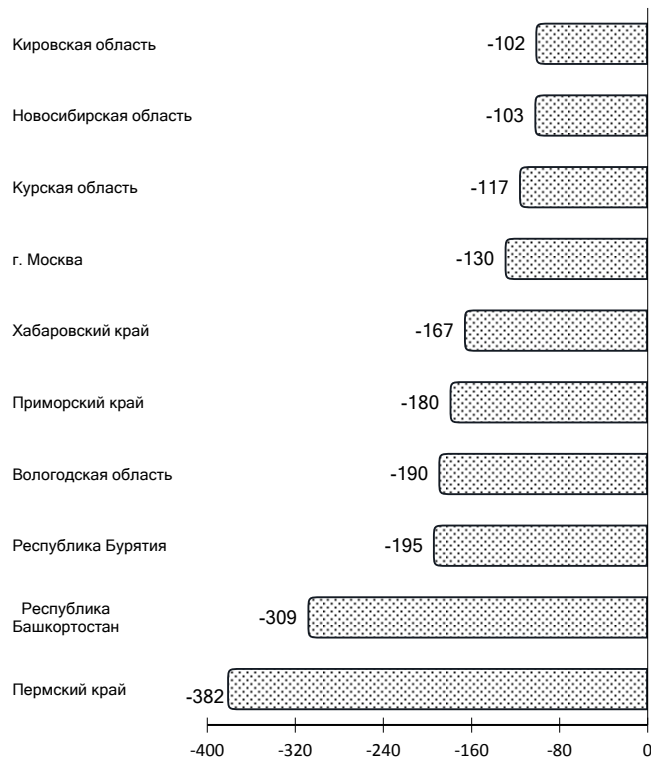 Кировская область
-102
Новосибирская область
-103
Курская область
-117
г. Москва
-130
Хабаровский край
-167
Приморский край
-180
Вологодская область
-190
Республика Бурятия
-195
Республика
Башкортостан
-309
Пермский край
-382
-400 -320 -240 -160 -80 0